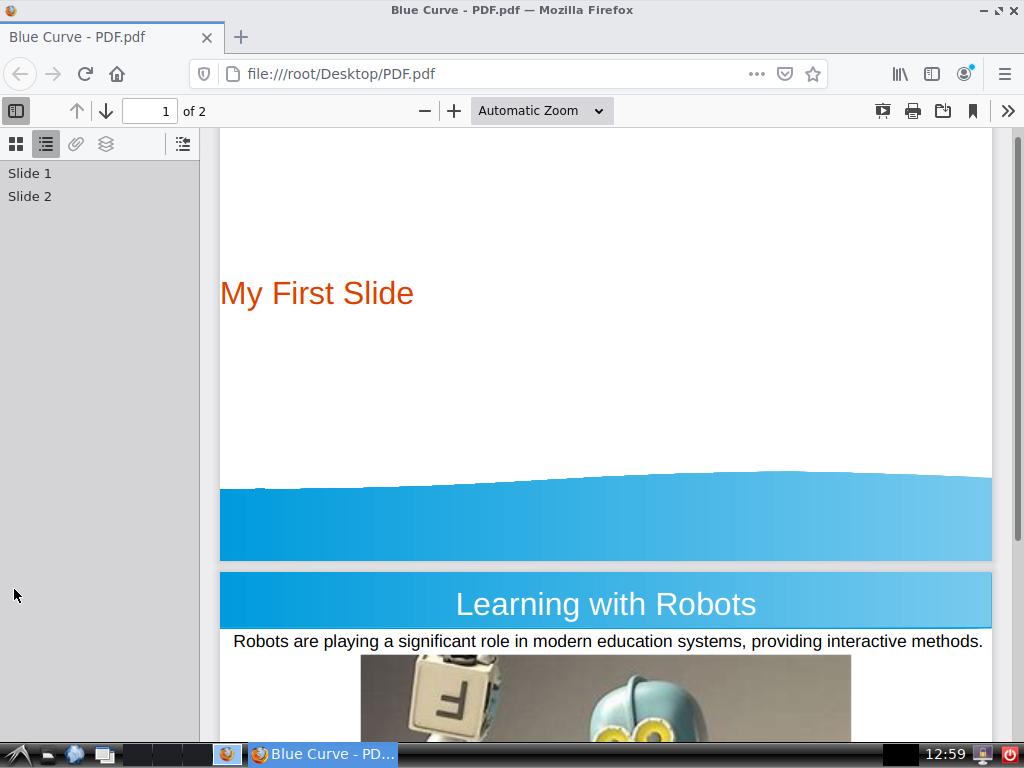 Blue Curve - PDF.pdf — Mozilla Firefox
Blue Curve - PDF.pdf
file:///root/Desktop/PDF.pdf
1 of 2
Automatic Zoom
Slide 1
Slide 2
My First Slide
Learning with Robots
Robots are playing a significant role in modern education systems, providing interactive methods.
F
Blue Curve - PD...
12:59